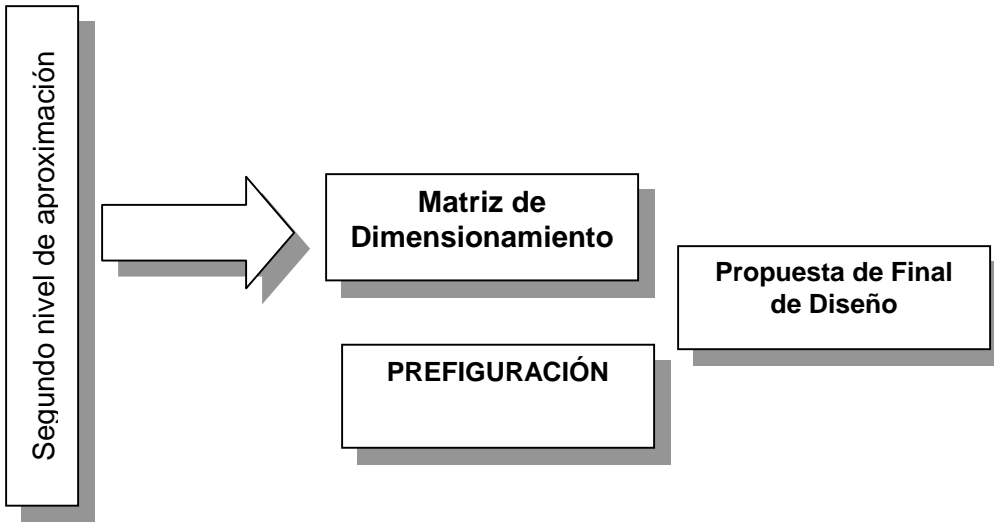 Segundo nivel de aproximación
Matriz de
Dimensionamiento
Propuesta de Final
de Diseño
PREFIGURACIÓN